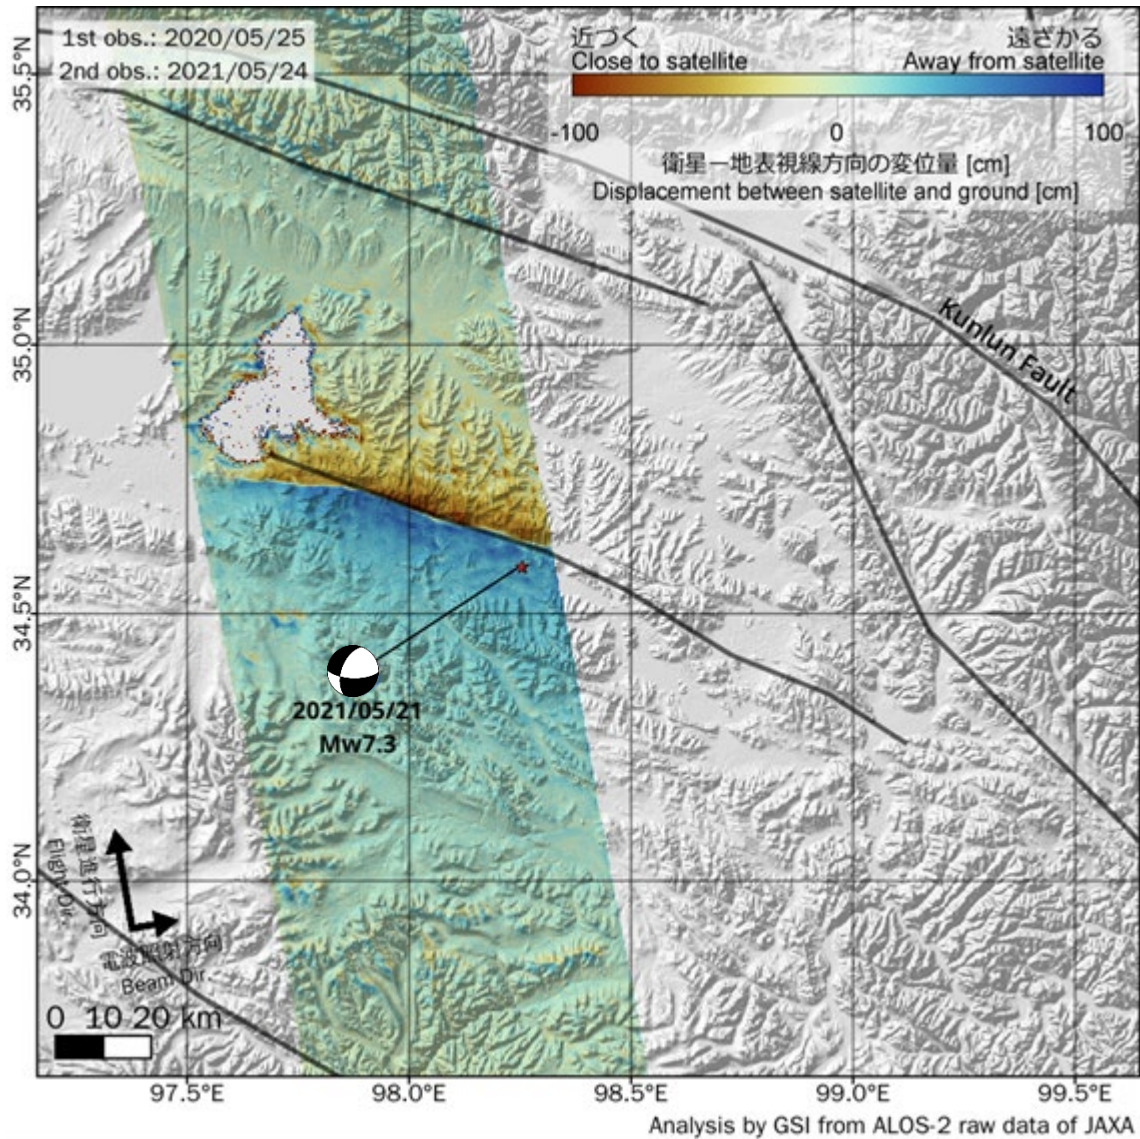 1st obs.: 2020/05/25
2nd obs.: 2021/05/24
近づく 遠ざかる
Close to satellite Away from satellite
-100 0 100
衛星－地表視線方向の変位量 [cm]
Displacement between satellite and ground [cm]
35.5°N
35.0°N
34.5°N
34.0°N
Kunlun Fault
2021/05/21
Mw7.3
衛星進行方向
Flight Dir.
電波照射方向
Beam Dir.
0 10 20 km
97.5°E 98.0°E 98.5°E 99.0°E 99.5°E
Analysis by GSI from ALOS-2 raw data of JAXA